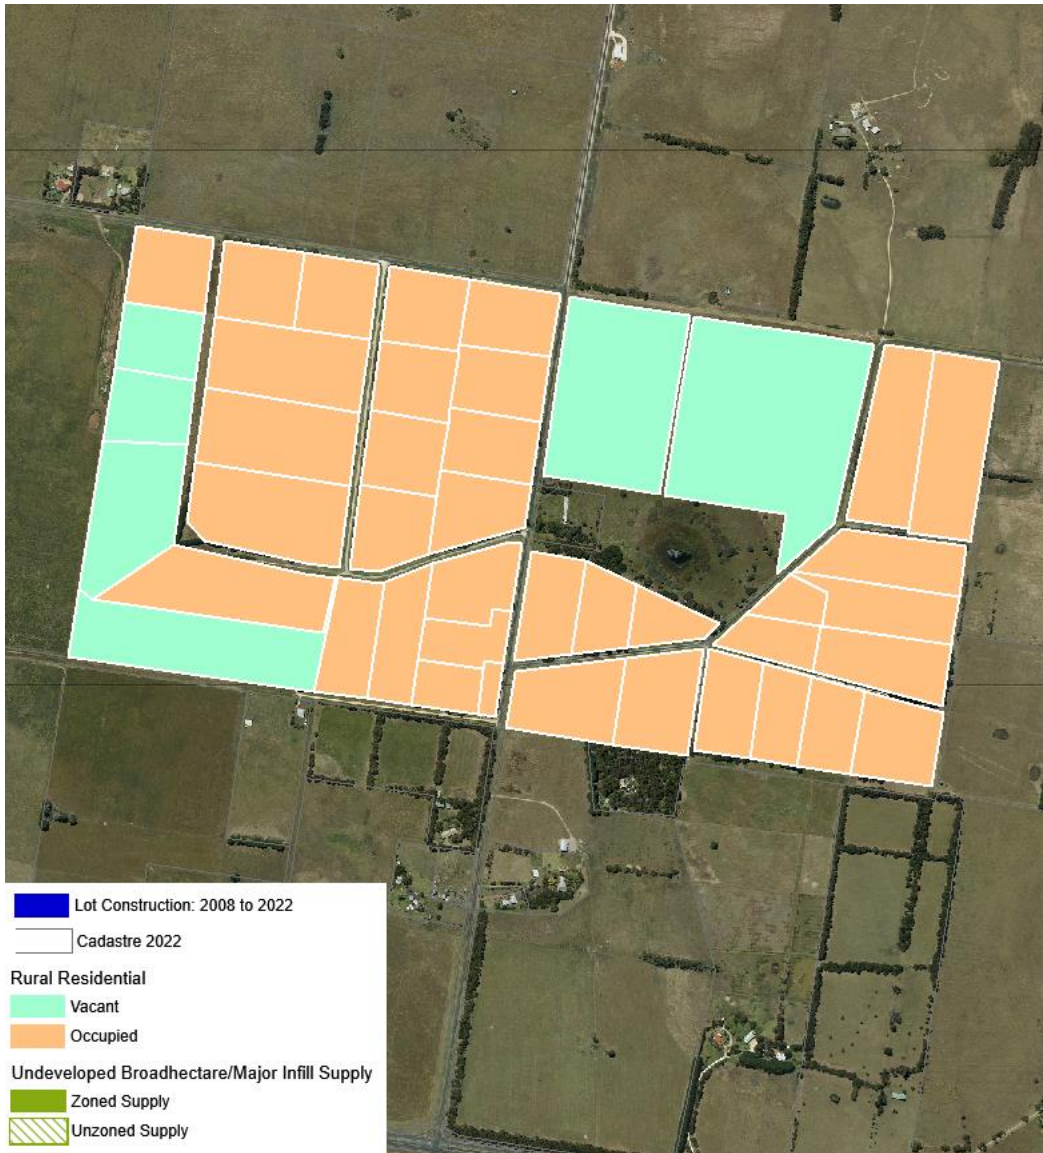 Lot Construction: 2008 to 2022
Cadastre 2022
Rural Residential
Vacant
Occupied
Undeveloped Broadhectare/Major Infill Supply
Zoned Supply
Unzoned Supply